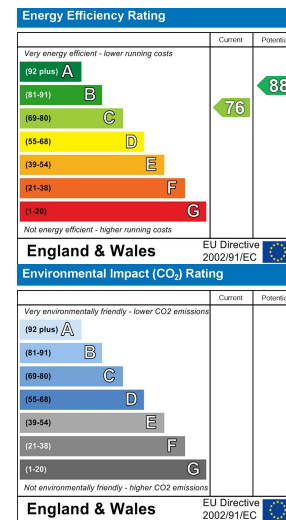 Energy Efficiency Rating
Current Potentia
Very energy efficient - lower running costs
(92 plus) A
(81-91) B
88
(69-80) C
76
(55-68) D
(39-54) E
(21-38) F
(1-20) G
Not energy efficient - higher running costs
England & Wales EU Directive 2002/91/EC
Environmental Impact (CO₂) Rating
Current Potentia
Very environmentally friendly - lower CO2 emissions
(92 plus) A
(81-91) B
(69-80) C
(55-68) D
(39-54) E
(21-38) F
(1-20) G
Not environmentally friendly - higher CO2 emissions
England & Wales EU Directive 2002/91/EC